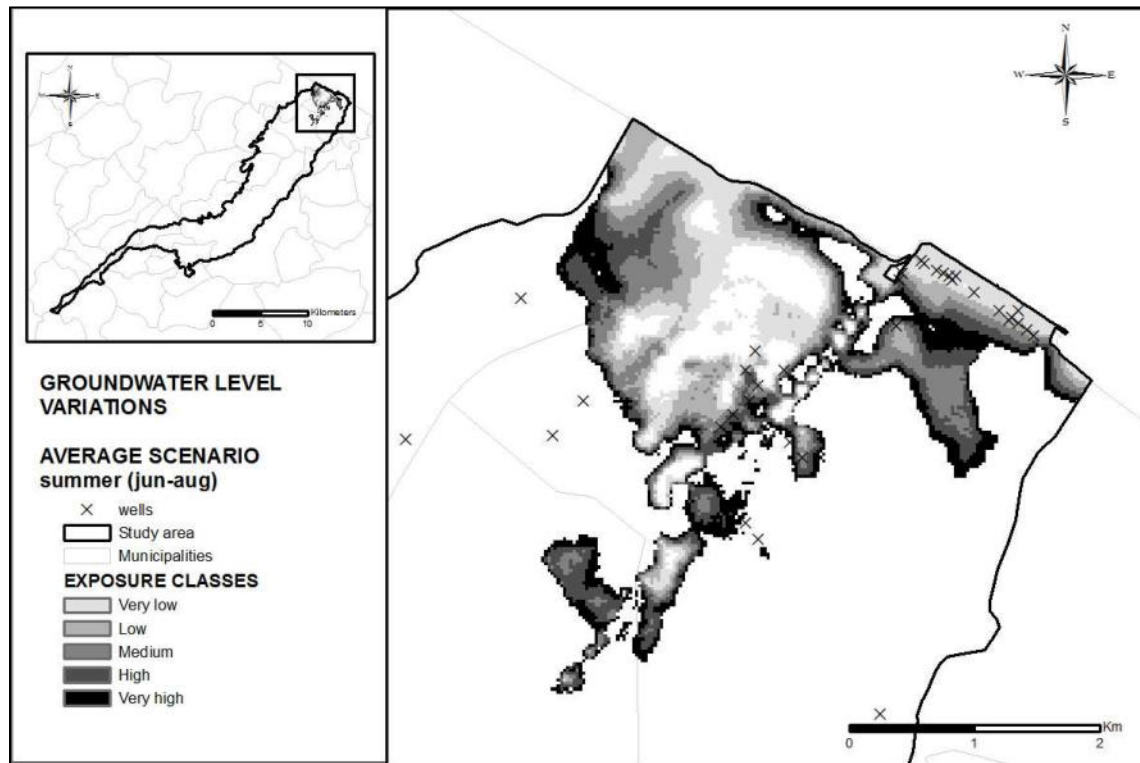 N
W E
S
Kilometers
0 5 10
GROUNDWATER LEVEL
VARIATIONS
AVERAGE SCENARIO
summer (jun-aug)
wells
Study area
Municipalities
EXPOSURE CLASSES
Very low
Low
Medium
High
Very high
N
W E
S
Km
0 1 2